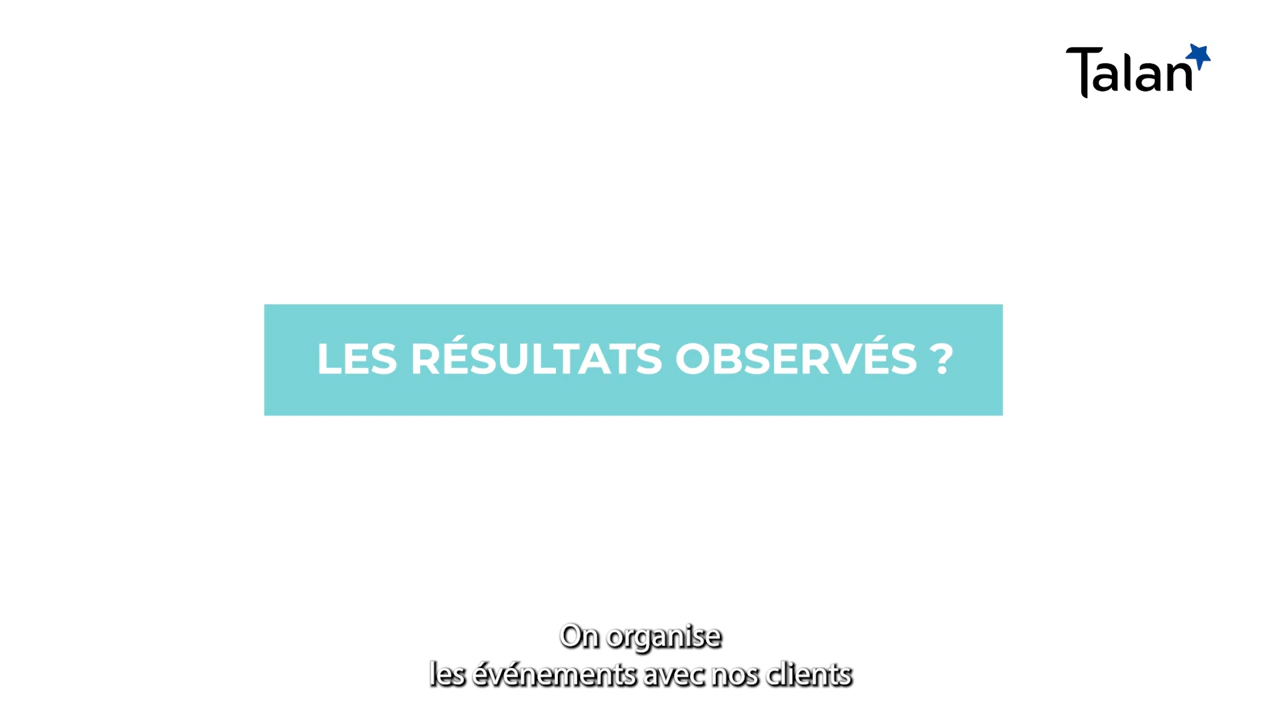 Talan
LES RÉSULTATS OBSERVÉS ?
On organise
les événements avec nos clients